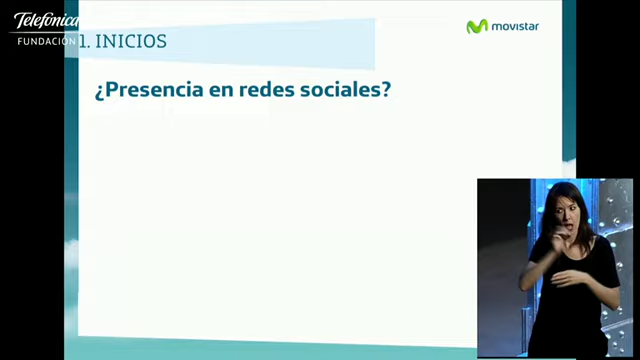 Telefónica
FUNDACIÓN
1. INICIOS
movistar
¿Presencia en redes sociales?